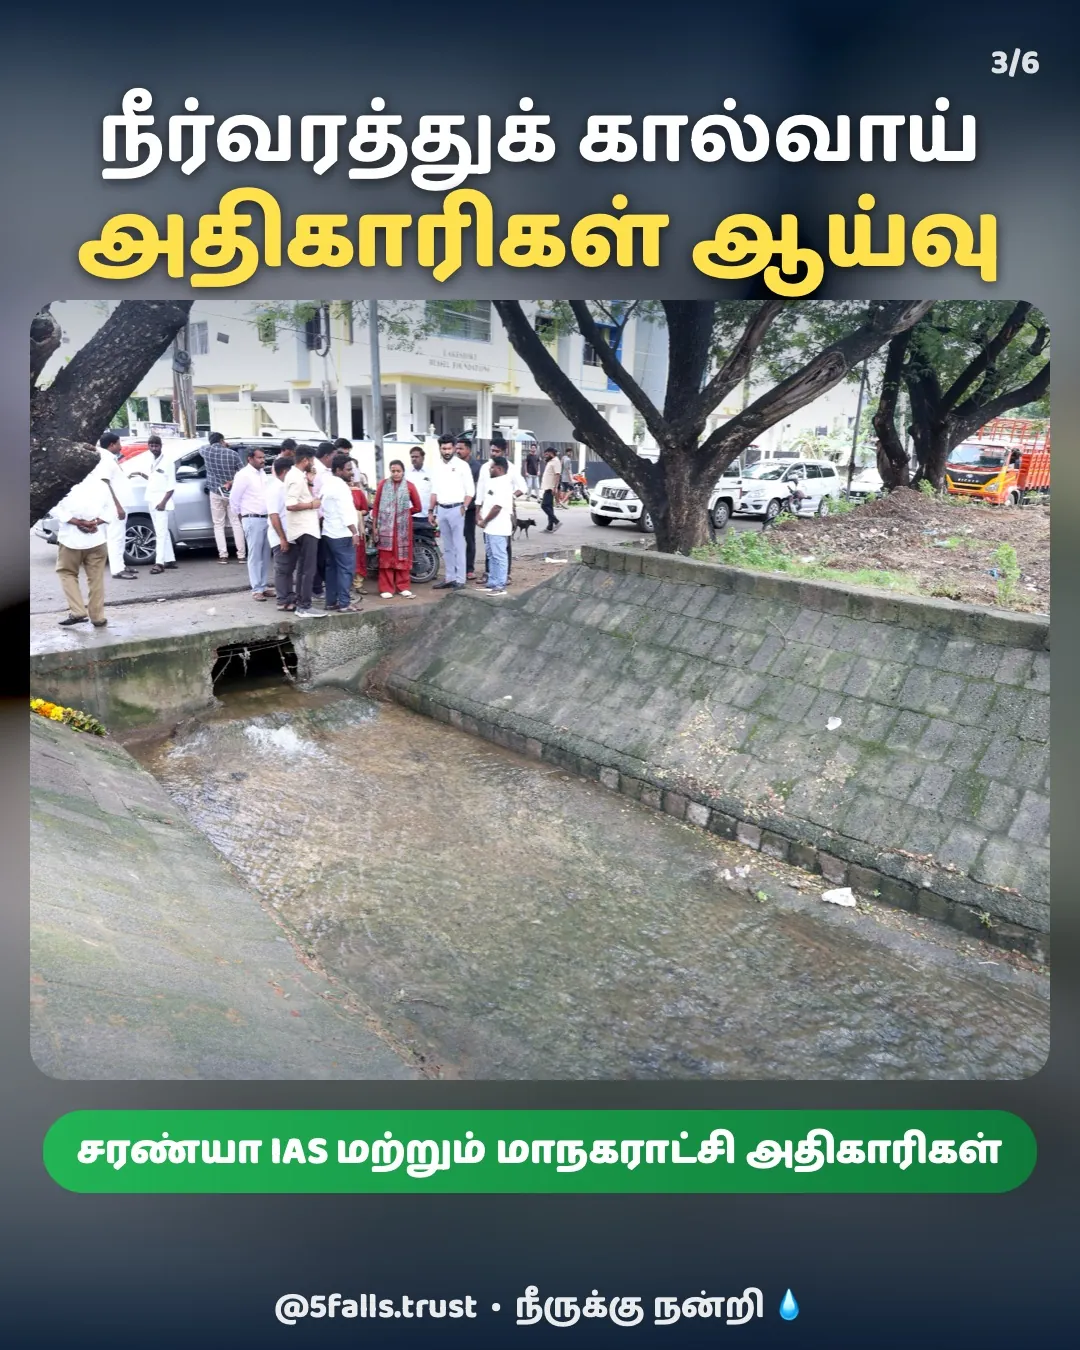 3/6
நீர்வரத்துக் கால்வாய்
அதிகாரிகள் ஆய்வு
சரண்யா IAS மற்றும் மாநகராட்சி அதிகாரிகள்
@5falls.trust • நீருக்கு நன்றி 💧